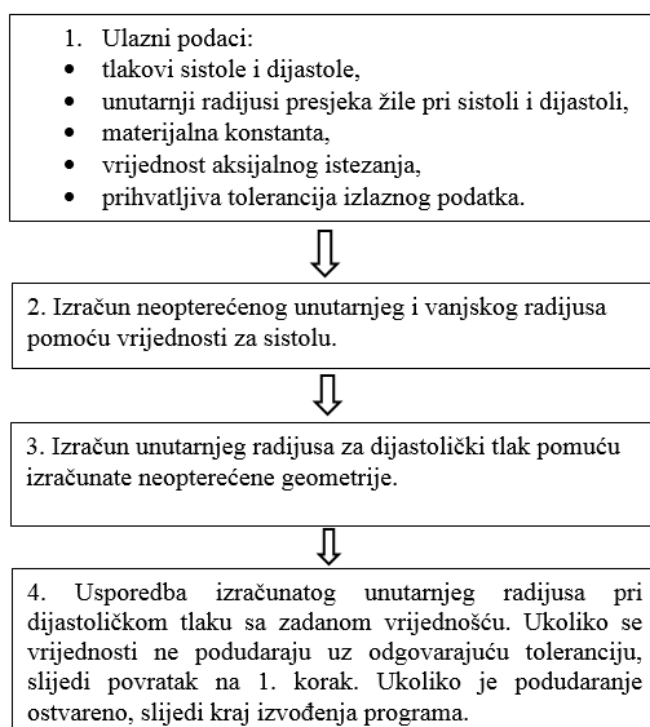 1. Ulazni podaci:
• tlakovi sistole i dijastole,
• unutarnji radijusi presjeka žile pri sistoli i dijastoli,
• materijalna konstanta,
• vrijednost aksijalnog istezanja,
• prihvatljiva tolerancija izlaznog podatka.
2. Izračun neopterećenog unutarnjeg i vanjskog radijusa
pomoću vrijednosti za sistolu.
3. Izračun unutarnjeg radijusa za dijastolički tlak pomuću
izračunate neopterećene geometrije.
4. Usporedba izračunatog unutarnjeg radijusa pri
dijastoličkom tlaku sa zadanom vrijednošću. Ukoliko se
vrijednosti ne podudaraju uz odgovarajuću toleranciju,
slijedi povratak na 1. korak. Ukoliko je podudaranje
ostvareno, slijedi kraj izvođenja programa.